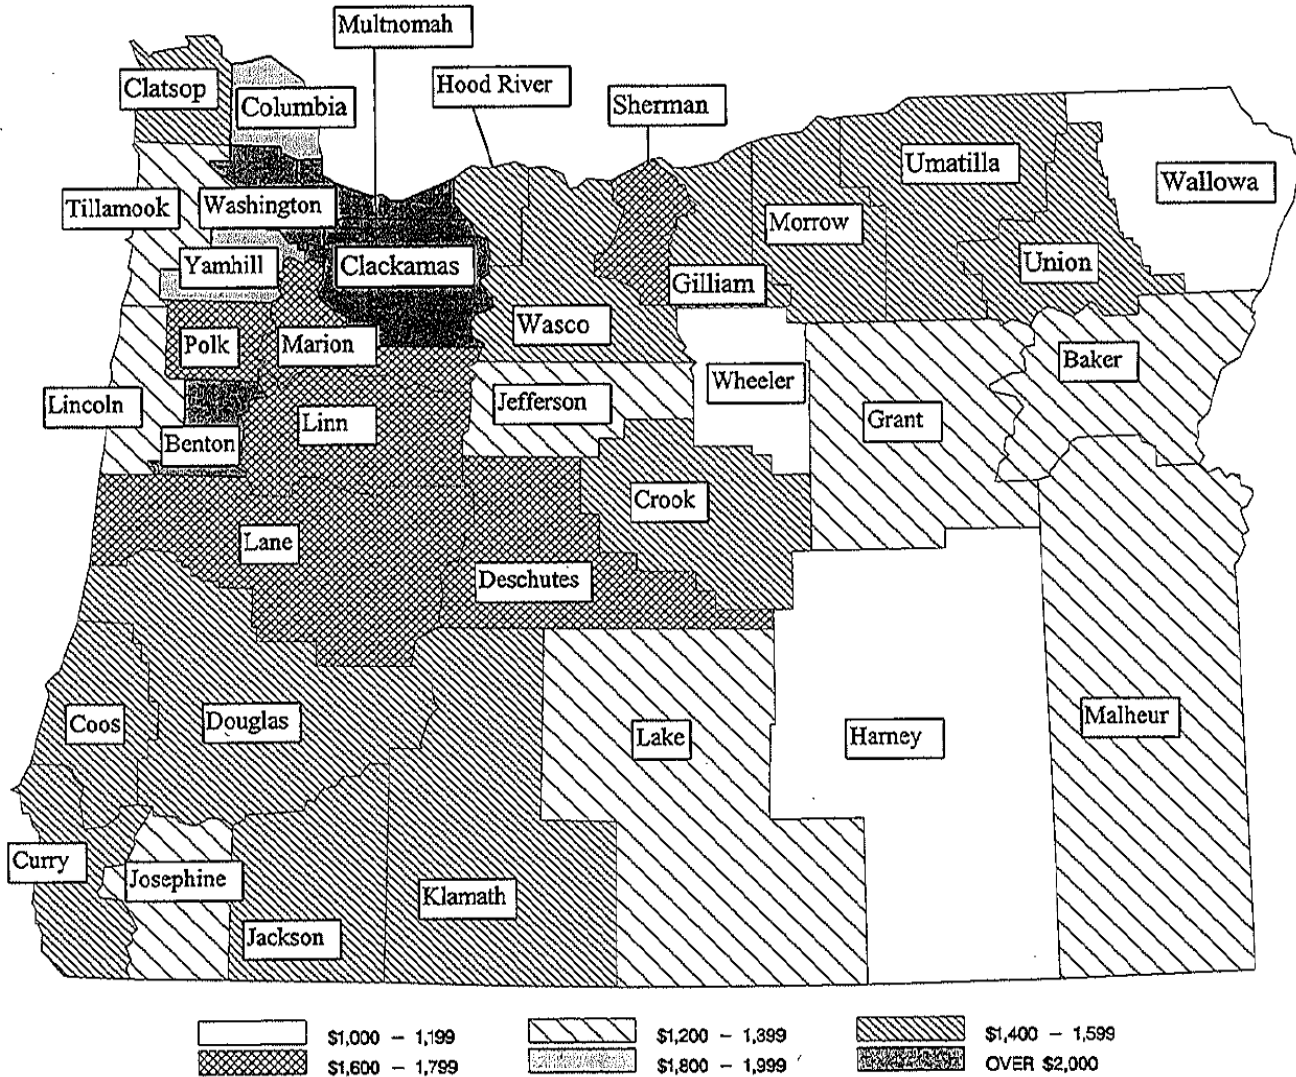 Multnomah
Clatsop
Columbia
Hood River
Sherman
Umatilla
Wallowa
Tillamook
Washington
Morrow
Yamhill
Clackamas
Gilliam
Union
Polk
Marion
Wasco
Baker
Lincoln
Benton
Linn
Jefferson
Wheeler
Grant
Crook
Lane
Deschutes
Coos
Douglas
Lake
Harney
Malheur
Curry
Josephine
Klamath
Jackson
$1,000 – 1,199
$1,200 – 1,399
$1,400 – 1,599
$1,600 – 1,799
$1,800 – 1,999
OVER $2,000